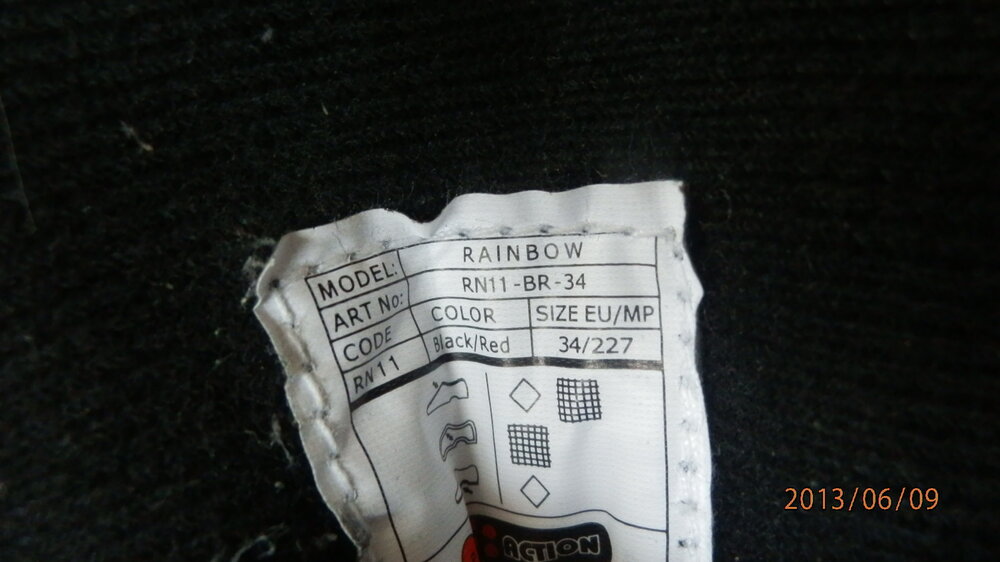 MODEL: RAINBOW
ART No: RN11-BR-34
CODE COLOR SIZE EU/MP
RN11 Black/Red 34/227
ACTION
2013/06/09